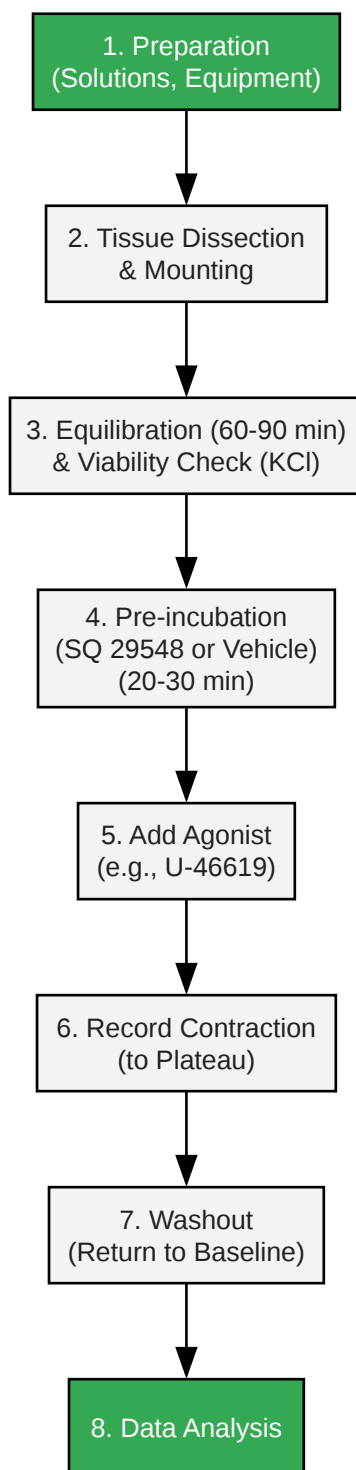 1. Preparation
(Solutions, Equipment)
2. Tissue Dissection
& Mounting
3. Equilibration (60-90 min)
& Viability Check (KCl)
4. Pre-incubation
(SQ 29548 or Vehicle)
(20-30 min)
5. Add Agonist
(e.g., U-46619)
6. Record Contraction
(to Plateau)
7. Washout
(Return to Baseline)
8. Data Analysis